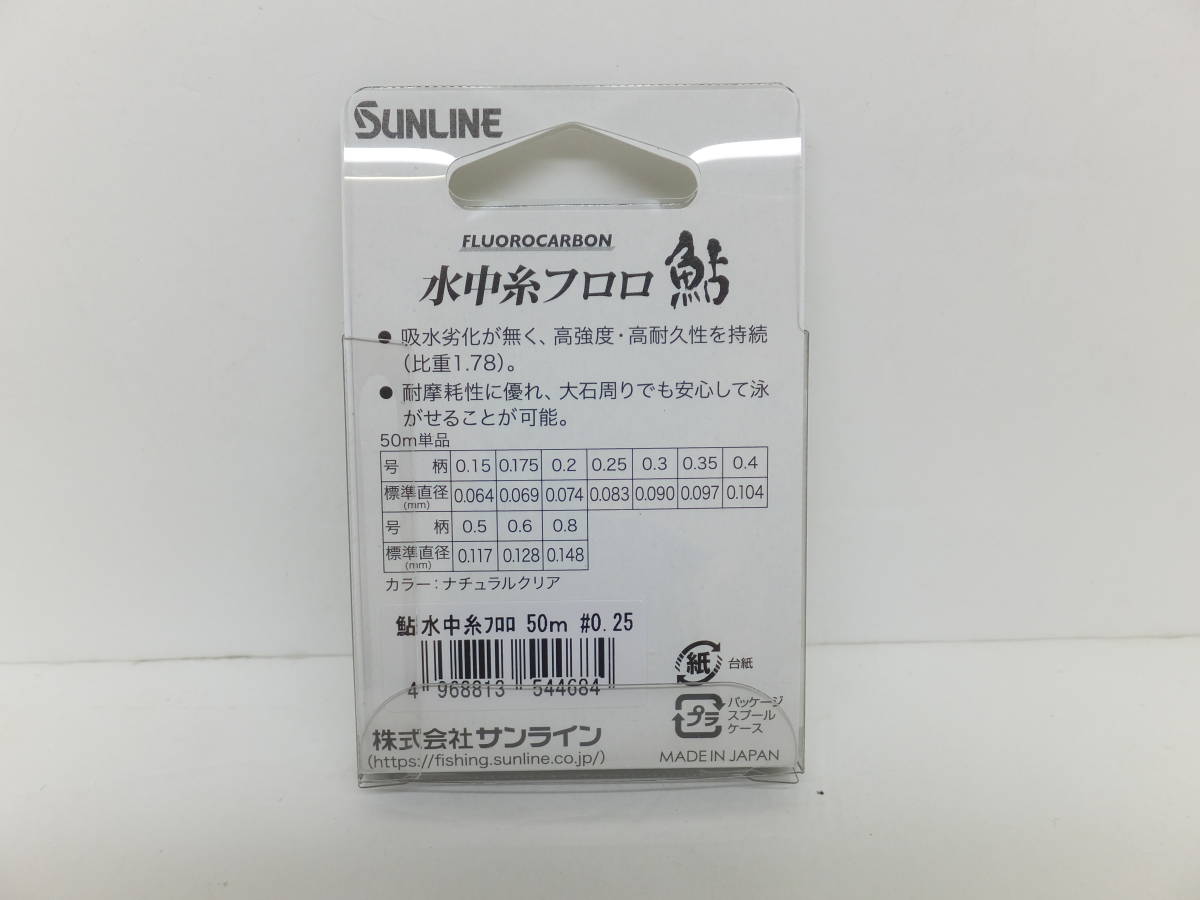 SUNLINE
FLUOROCARBON
水中糸フロロ 鮎
● 吸水劣化が無く、高強度・高耐久性を持続
(比重1.78)。
● 耐摩耗性に優れ、大石周りでも安心して泳
がせることが可能。
50m単品
号 柄 0.15 0.175 0.2 0.25 0.3 0.35 0.4
標準直径(mm) 0.064 0.069 0.074 0.083 0.090 0.097 0.104
号 柄 0.5 0.6 0.8
標準直径(mm) 0.117 0.128 0.148
カラー:ナチュラルクリア
鮎水中糸ﾌﾛﾛ 50m #0.25
4 968813 544684
紙 台紙
プラ パッケージ
スプール
ケース
株式会社サンライン
(https://fishing.sunline.co.jp/)
MADE IN JAPAN